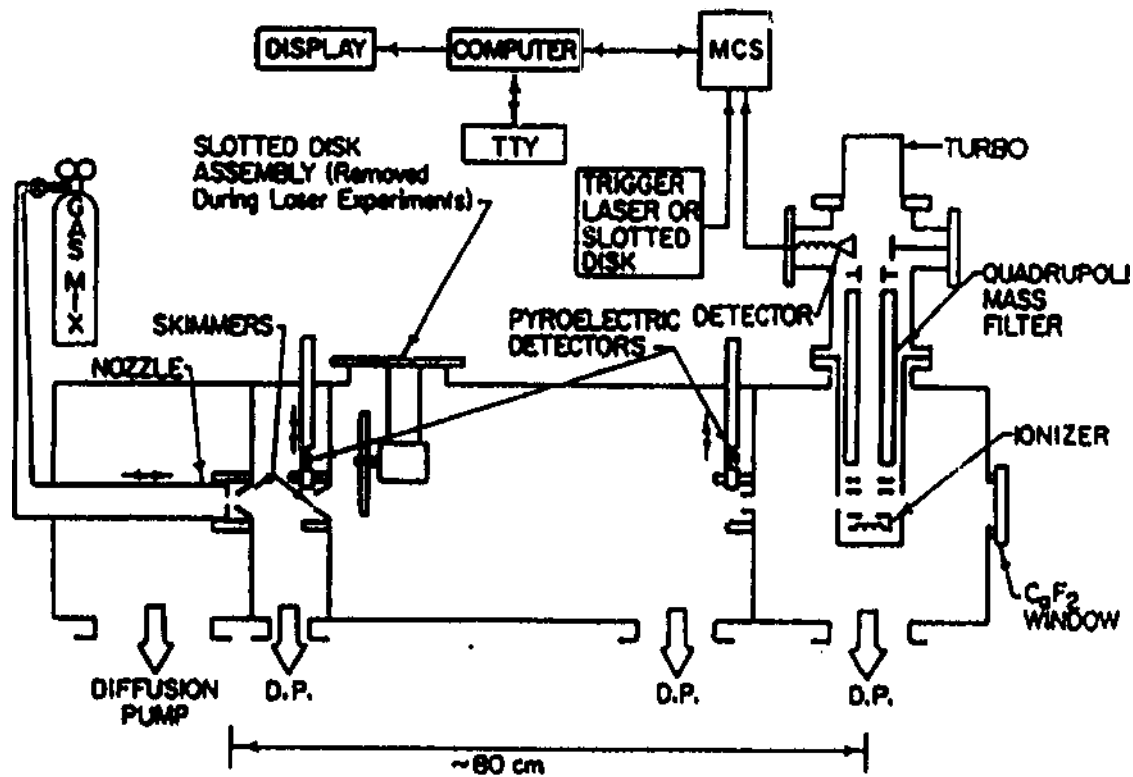 DISPLAY
COMPUTER
MCS
TTY
SLOTTED DISK
ASSEMBLY (Removed
During Laser Experiments)
TRIGGER
LASER OR
SLOTTED
DISK
TURBO
GAS MIX
SKIMMERS
NOZZLE
PYROELECTRIC
DETECTORS
DETECTOR
QUADRUPOLE
MASS
FILTER
IONIZER
CaF2
WINDOW
DIFFUSION
PUMP
D.P.
D.P.
D.P.
~80 cm